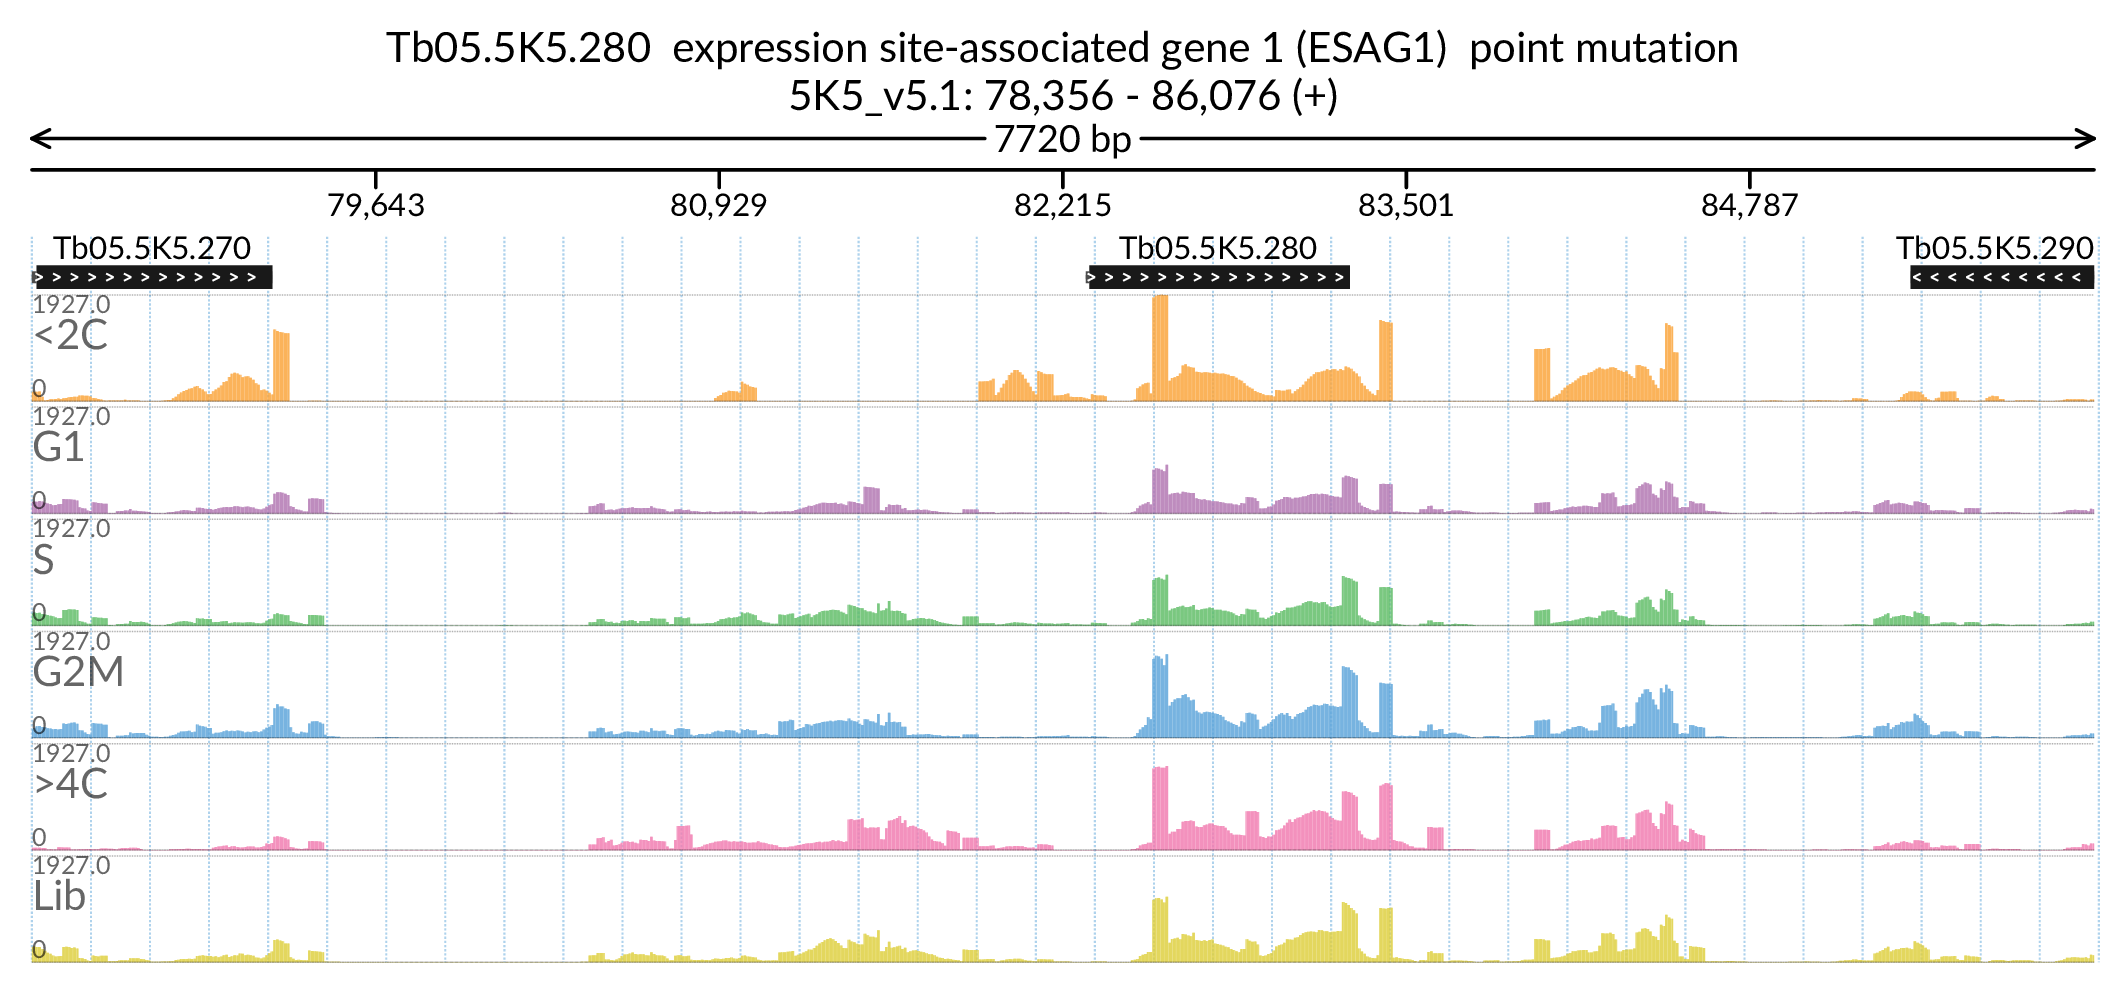 Tb05.5K5.280 expression site-associated gene 1 (ESAG1) point mutation
5K5_v5.1: 78,356 - 86,076 (+)
7720 bp
79,643 80,929 82,215 83,501 84,787
Tb05.5K5.270 Tb05.5K5.280 Tb05.5K5.290
1927.0
<2C
0
1927.0
G1
0
1927.0
S
0
1927.0
G2M
0
1927.0
>4C
0
1927.0
Lib
0